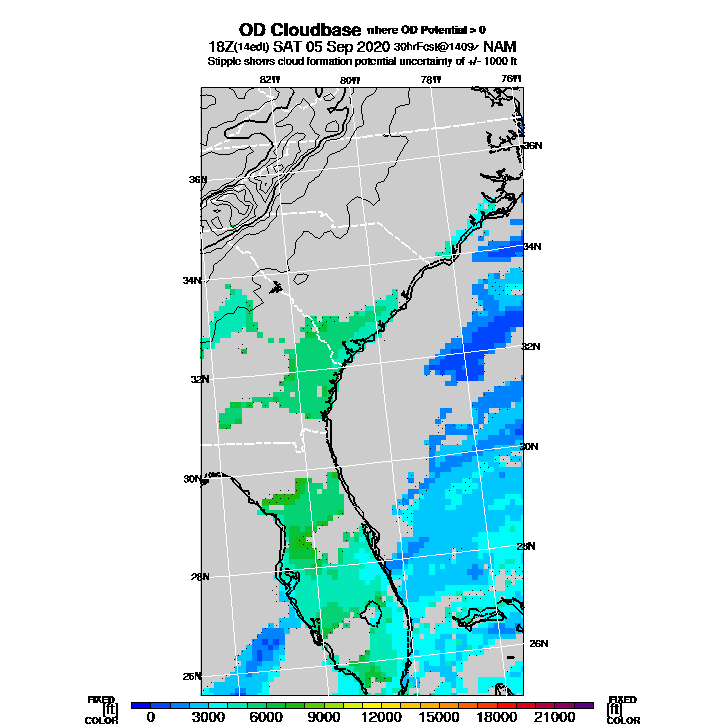 OD Cloudbase where OD Potential > 0
18Z(14edt) SAT 05 Sep 2020 30hrFcst@1409z NAM
Stipple shows cloud formation potential uncertainty of +/- 1000 ft
82W 80W 78W 76W
36N
36N
34N
34N
32N
32N
30N
30N
28N
28N
26N
26N
FIXED
[ft]
COLOR
0 3000 6000 9000 12000 15000 18000 21000
FIXED
[ft]
COLOR